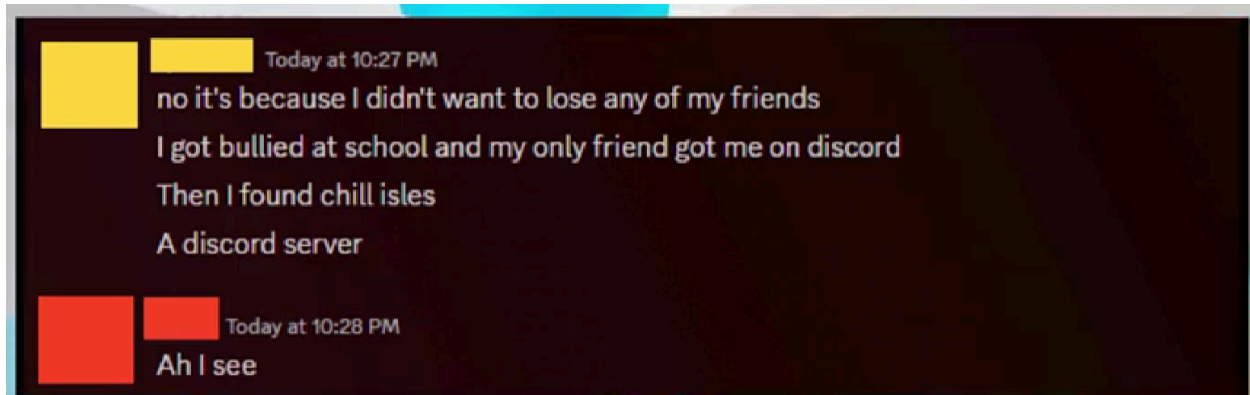 Today at 10:27 PM
no it's because I didn't want to lose any of my friends
I got bullied at school and my only friend got me on discord
Then I found chill isles
A discord server
Today at 10:28 PM
Ah I see